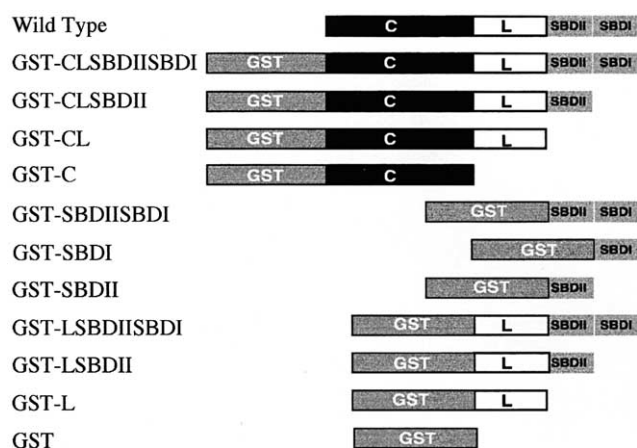 Wild Type C L SBDII SBDI
GST-CLSBDIISBDI GST C L SBDII SBDI
GST-CLSBDII GST C L SBDII
GST-CL GST C L
GST-C GST C
GST-SBDIISBDI GST SBDII SBDI
GST-SBDI GST SBDI
GST-SBDII GST SBDII
GST-LSBDIISBDI GST L SBDII SBDI
GST-LSBDII GST L SBDII
GST-L GST L
GST GST